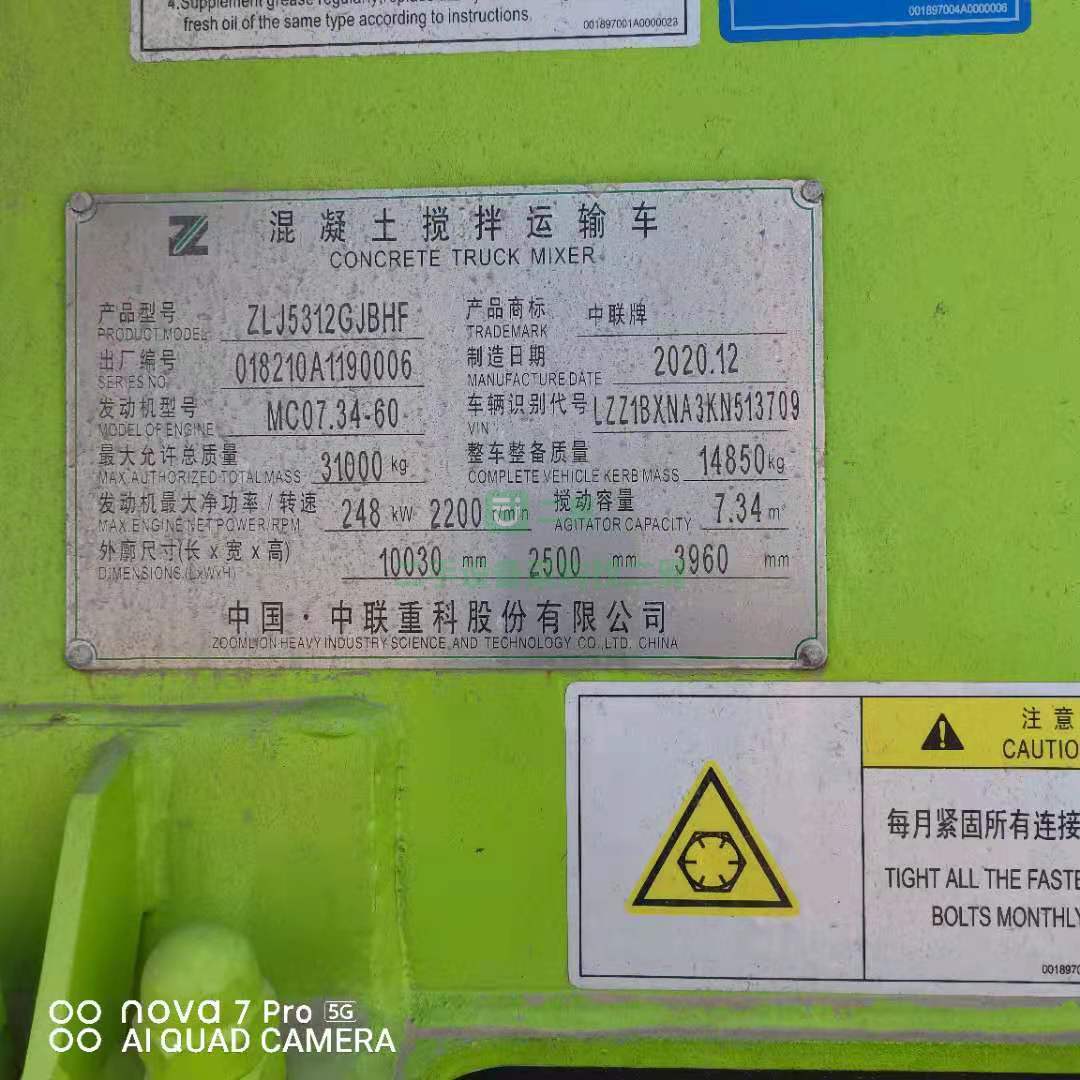 4.Supplement grease regularly, replace
fresh oil of the same type according to instructions.
001897001A0000023
001897004A0000006
混凝土搅拌运输车
CONCRETE TRUCK MIXER
产品型号 ZLJ5312GJBHF 产品商标 中联牌
PRODUCT MODEL TRADEMARK
出厂编号 018210A1190006 制造日期 2020.12
SERIES NO MANUFACTURE DATE
发动机型号 MC07.34-60 车辆识别代号 LZZ1BXNA3KN513709
MODEL OF ENGINE VIN
最大允许总质量 31000 kg 整车整备质量 14850 kg
MAX.AUTHORIZED TOTAL MASS COMPLETE VEHICLE KERB MASS
发动机最大净功率/转速 248 kW 2200 r/min 搅动容量 7.34 m³
MAX.ENGINE NET POWER/RPM AGITATOR CAPACITY
外廓尺寸(长x宽x高) 10030 mm 2500 mm 3960 mm
DIMENSIONS.(LxWxH)
中国·中联重科股份有限公司
ZOOMLION HEAVY INDUSTRY SCIENCE AND TECHNOLOGY CO.,LTD. CHINA
注意
CAUTIO
每月紧固所有连接
TIGHT ALL THE FASTE
BOLTS MONTHLY
001897
nova 7 Pro 5G
AI QUAD CAMERA